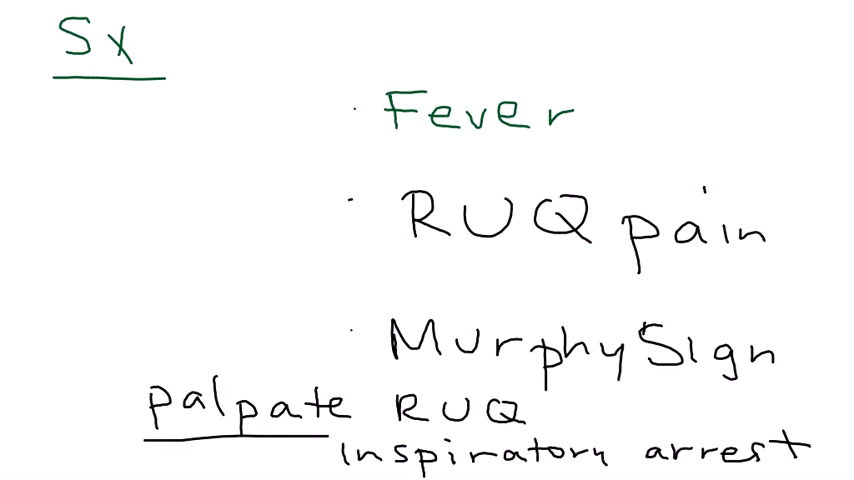 Sx
· Fever
· RUQ pain
· Murphy Sign
palpate RUQ
inspiratory arrest